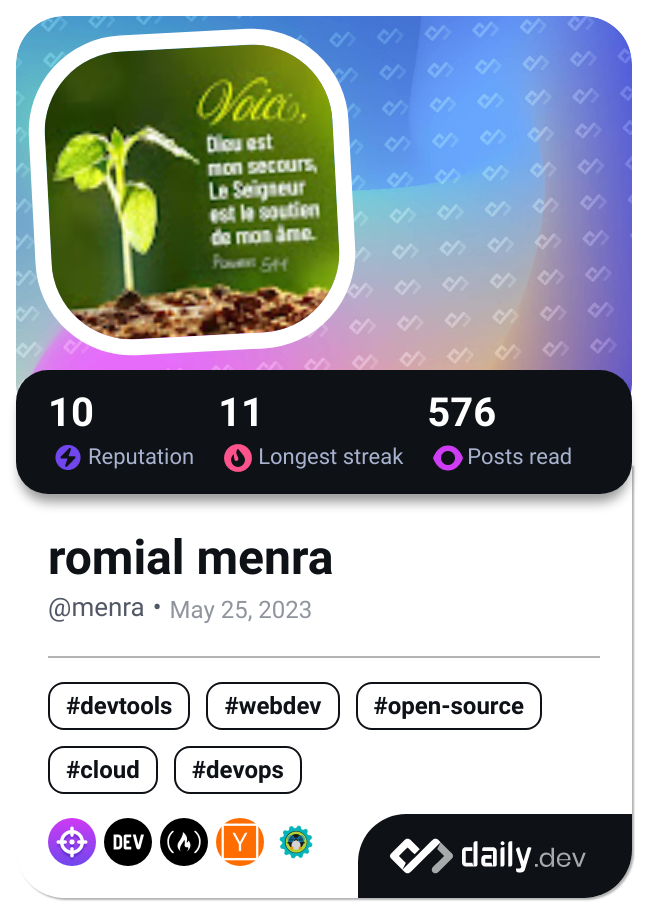 Voici,
Dieu est
mon secours,
Le Seigneur
est le soutien
de mon âme.
Psaumes 54:4
10 11 576
Reputation Longest streak Posts read
romial menra
@menra • May 25, 2023
#devtools #webdev #open-source
#cloud #devops
DEV Y
daily.dev